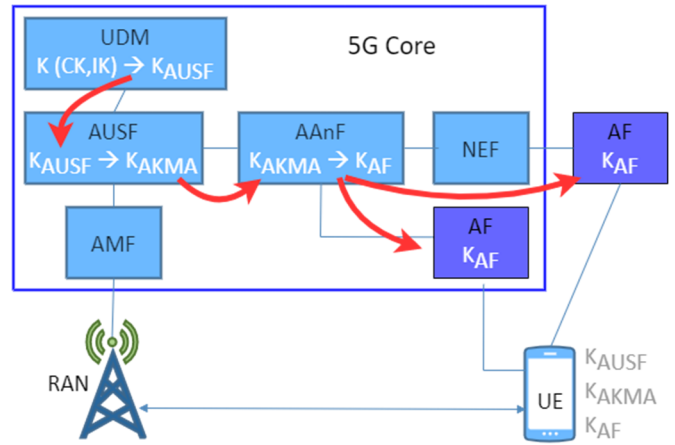 5G Core
UDM
K (CK,IK) → KAUSF
AUSF
KAUSF → KAKMA
AAnF
KAKMA → KAF
NEF
AF
KAF
AMF
AF
KAF
RAN
UE
KAUSF
KAKMA
KAF